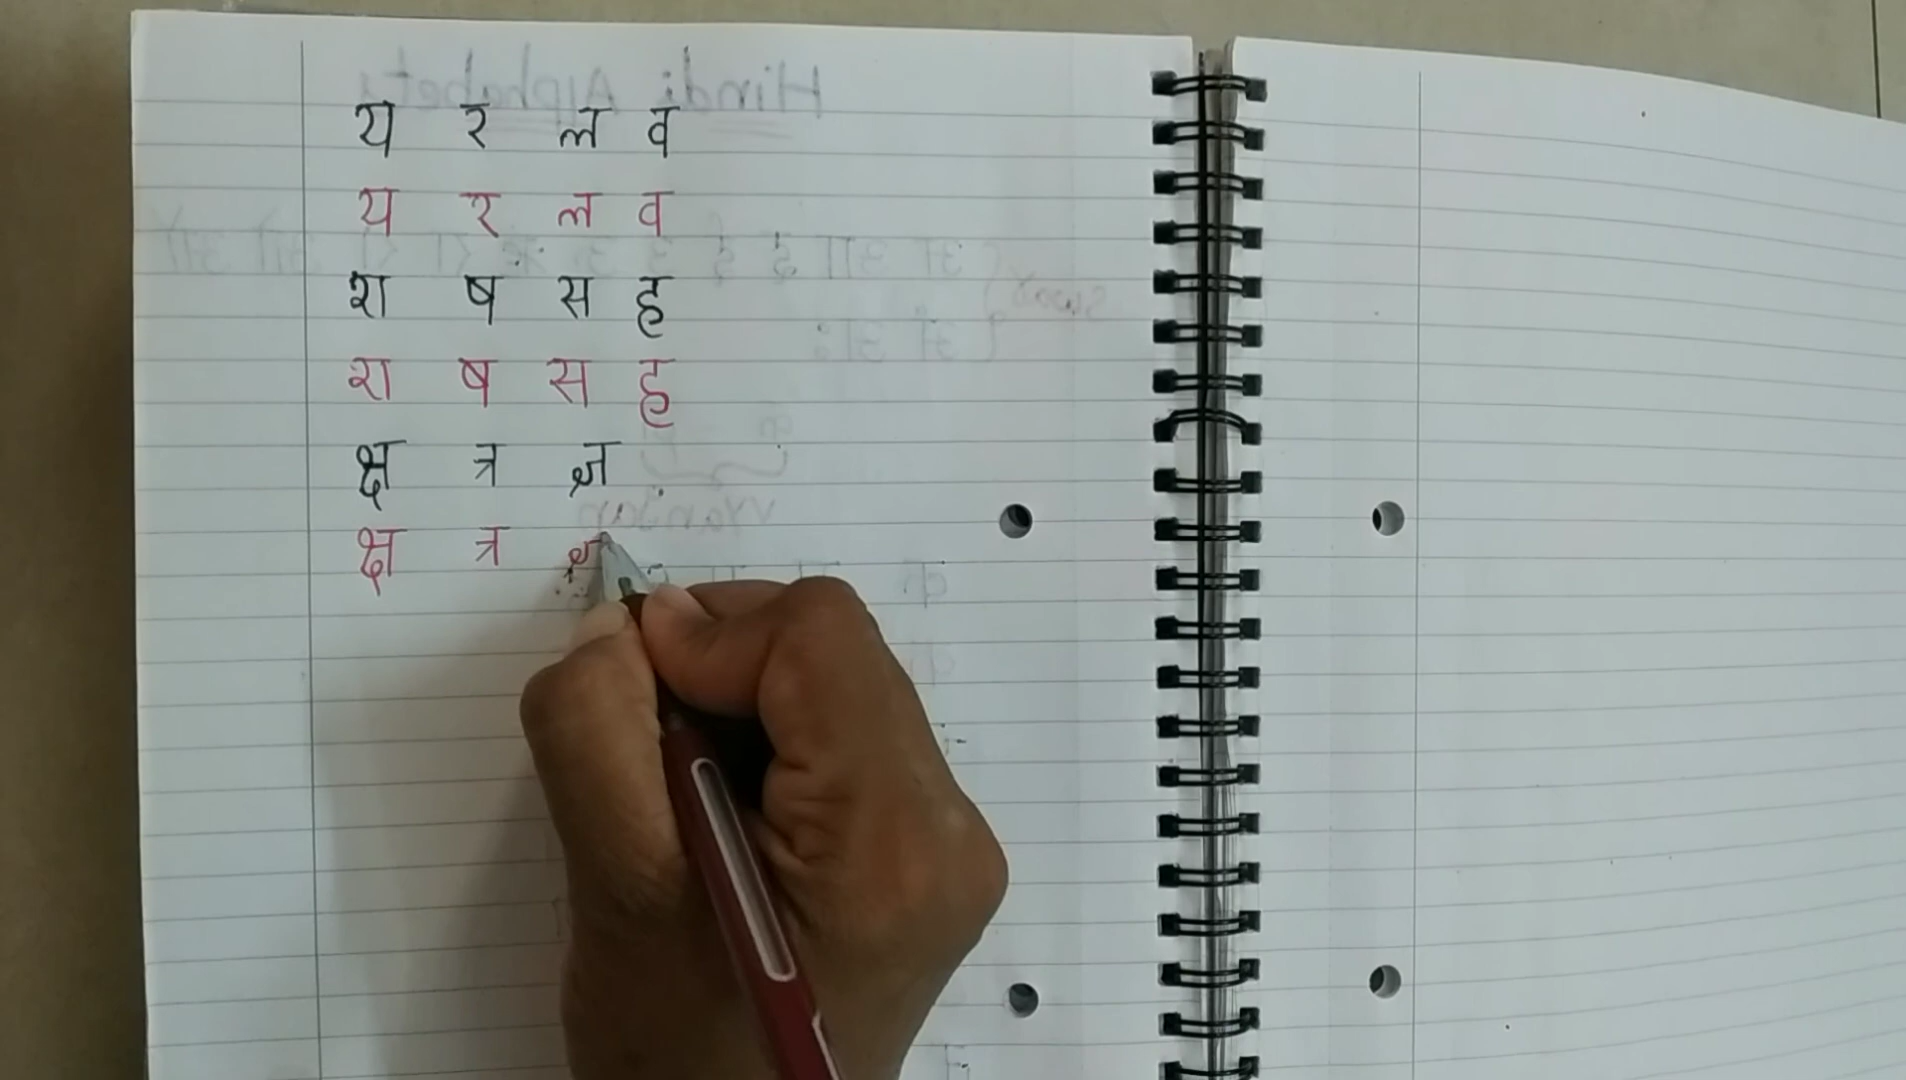 य र ल व
य र ल व
श ष स ह
श ष स ह
क्ष त्र ज्ञ
क्ष त्र